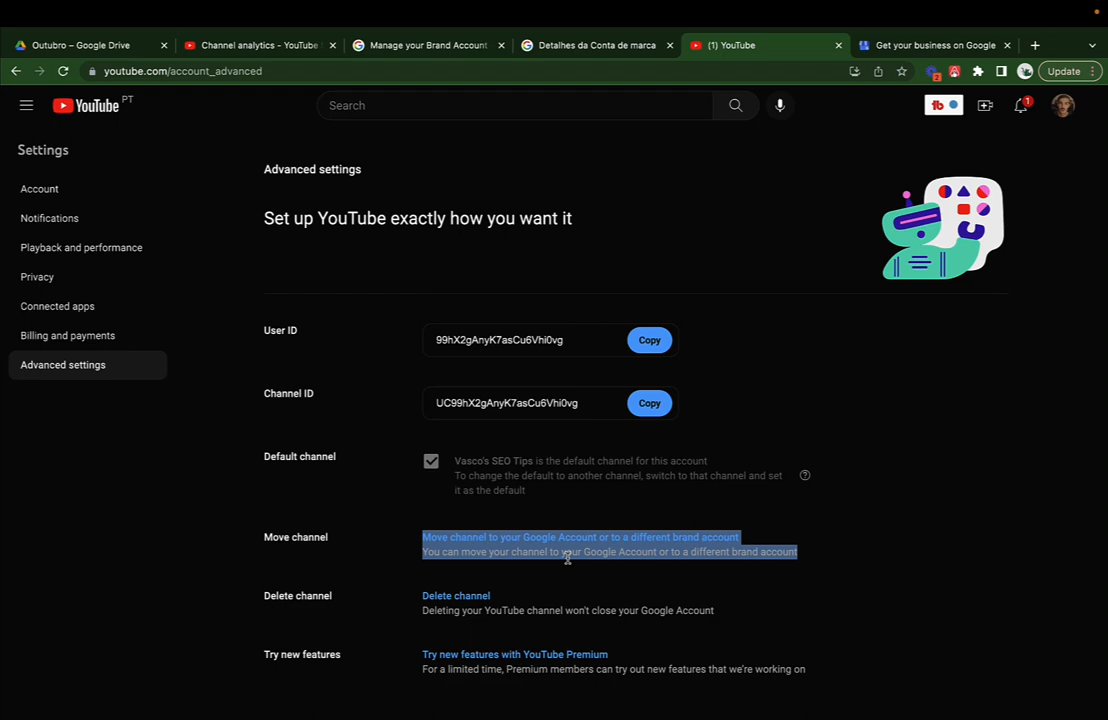 Outubro – Google Drive
Channel analytics - YouTube
Manage your Brand Account
Detalhes da Conta de marca
(1) YouTube
Get your business on Google
youtube.com/account_advanced
2
Update
YouTube PT
Search
tb
1
Settings
Account
Notifications
Playback and performance
Privacy
Connected apps
Billing and payments
Advanced settings
Advanced settings
Set up YouTube exactly how you want it
User ID
99hX2gAnyK7asCu6Vhi0vg
Copy
Channel ID
UC99hX2gAnyK7asCu6Vhi0vg
Copy
Default channel
Vasco's SEO Tips is the default channel for this account
To change the default to another channel, switch to that channel and set
it as the default
Move channel
Move channel to your Google Account or to a different brand account
You can move your channel to your Google Account or to a different brand account
Delete channel
Delete channel
Deleting your YouTube channel won't close your Google Account
Try new features
Try new features with YouTube Premium
For a limited time, Premium members can try out new features that we're working on